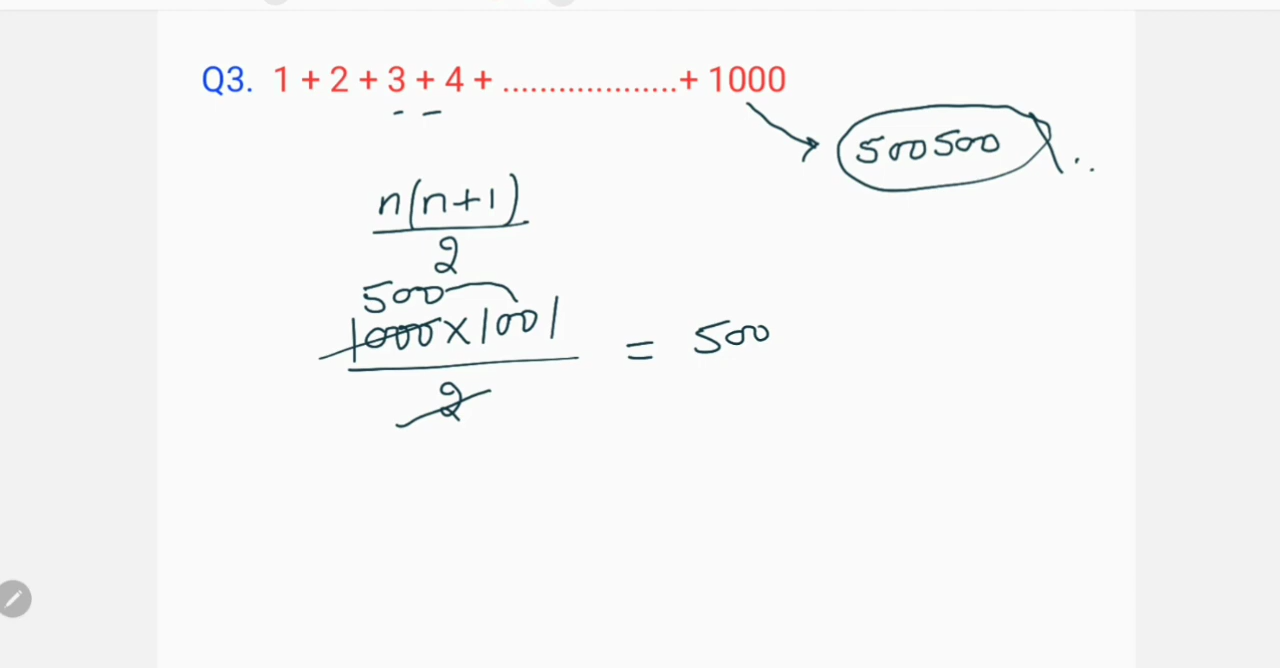 Q3. 1 + 2 + 3 + 4 + ...................+ 1000
500500
n(n+1)
2
500
1000×1001 = 500
2